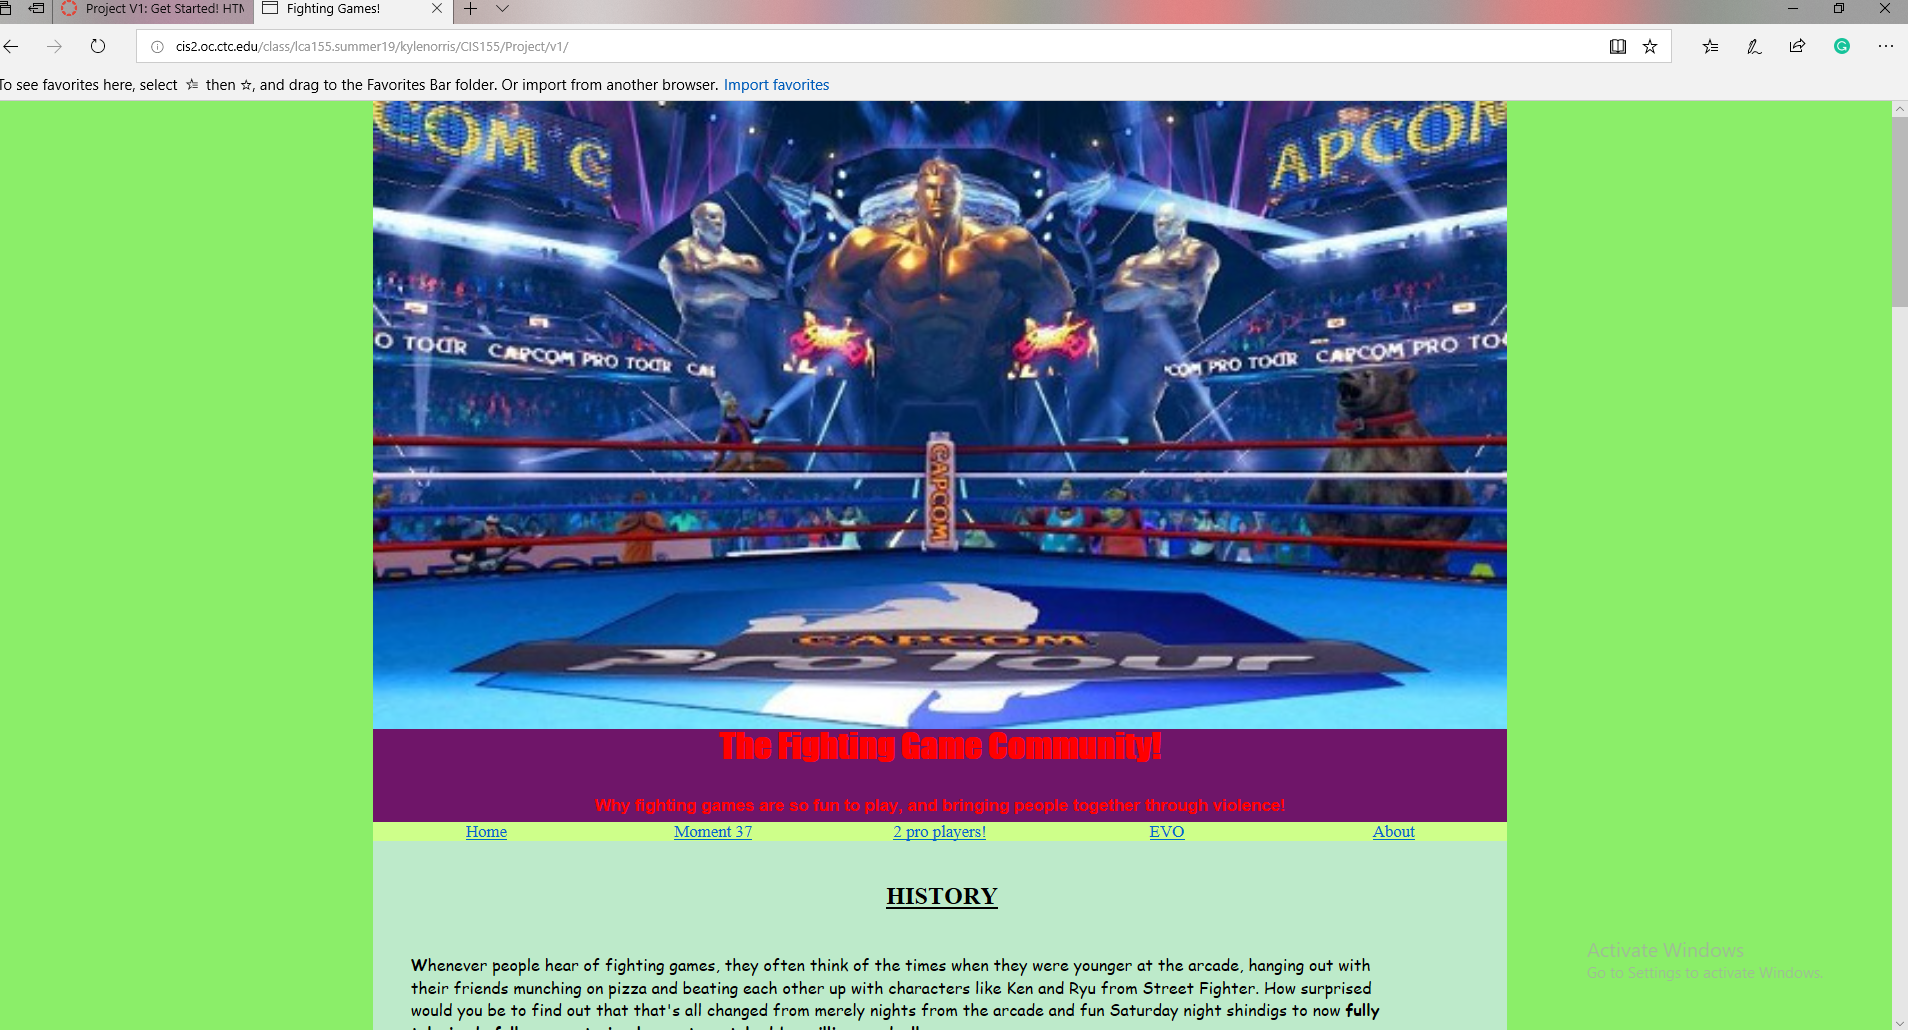 Project V1: Get Started! HTM
Fighting Games!
cis2.oc.ctc.edu/class/lca155.summer19/kylenorris/CIS155/Project/v1/
To see favorites here, select then , and drag to the Favorites Bar folder. Or import from another browser. Import favorites
COM C
APCOM
O TOUR CAPCOM PRO TOUR CAP
COM PRO TOUR CAPCOM PRO TO
CAPCOM
CAPCOM
Pro Tour
The Fighting Game Community!
Why fighting games are so fun to play, and bringing people together through violence!
Home Moment 37 2 pro players! EVO About
HISTORY
Whenever people hear of fighting games, they often think of the times when they were younger at the arcade, hanging out with
their friends munching on pizza and beating each other up with characters like Ken and Ryu from Street Fighter. How surprised
would you be to find out that that's all changed from merely nights from the arcade and fun Saturday night shindigs to now fully
Activate Windows
Go to Settings to activate Windows.